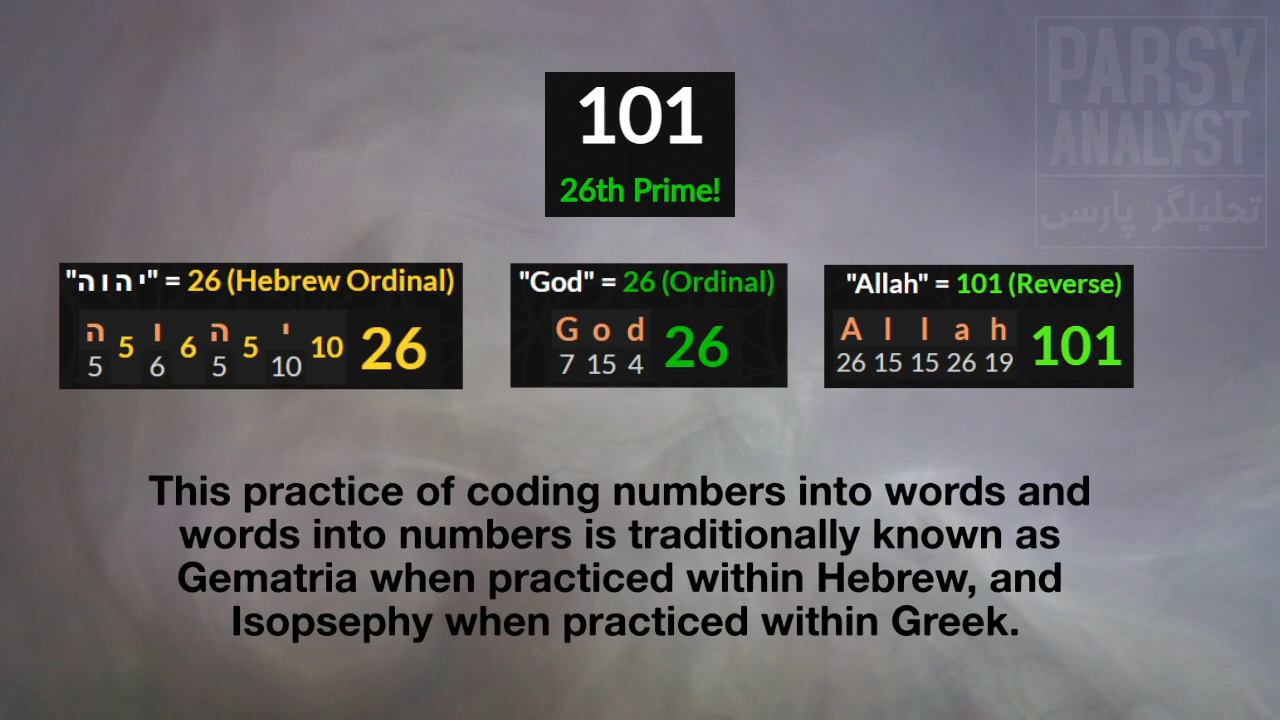 PARSY
ANALYST
تحلیلگر پارسی
101
26th Prime!
"יהוה" = 26 (Hebrew Ordinal)
ה 5 ו 6 ה 5 י 10 26
5 6 5 10
"God" = 26 (Ordinal)
G o d 26
7 15 4
"Allah" = 101 (Reverse)
A l l a h 101
26 15 15 26 19
This practice of coding numbers into words and
words into numbers is traditionally known as
Gematria when practiced within Hebrew, and
Isopsephy when practiced within Greek.